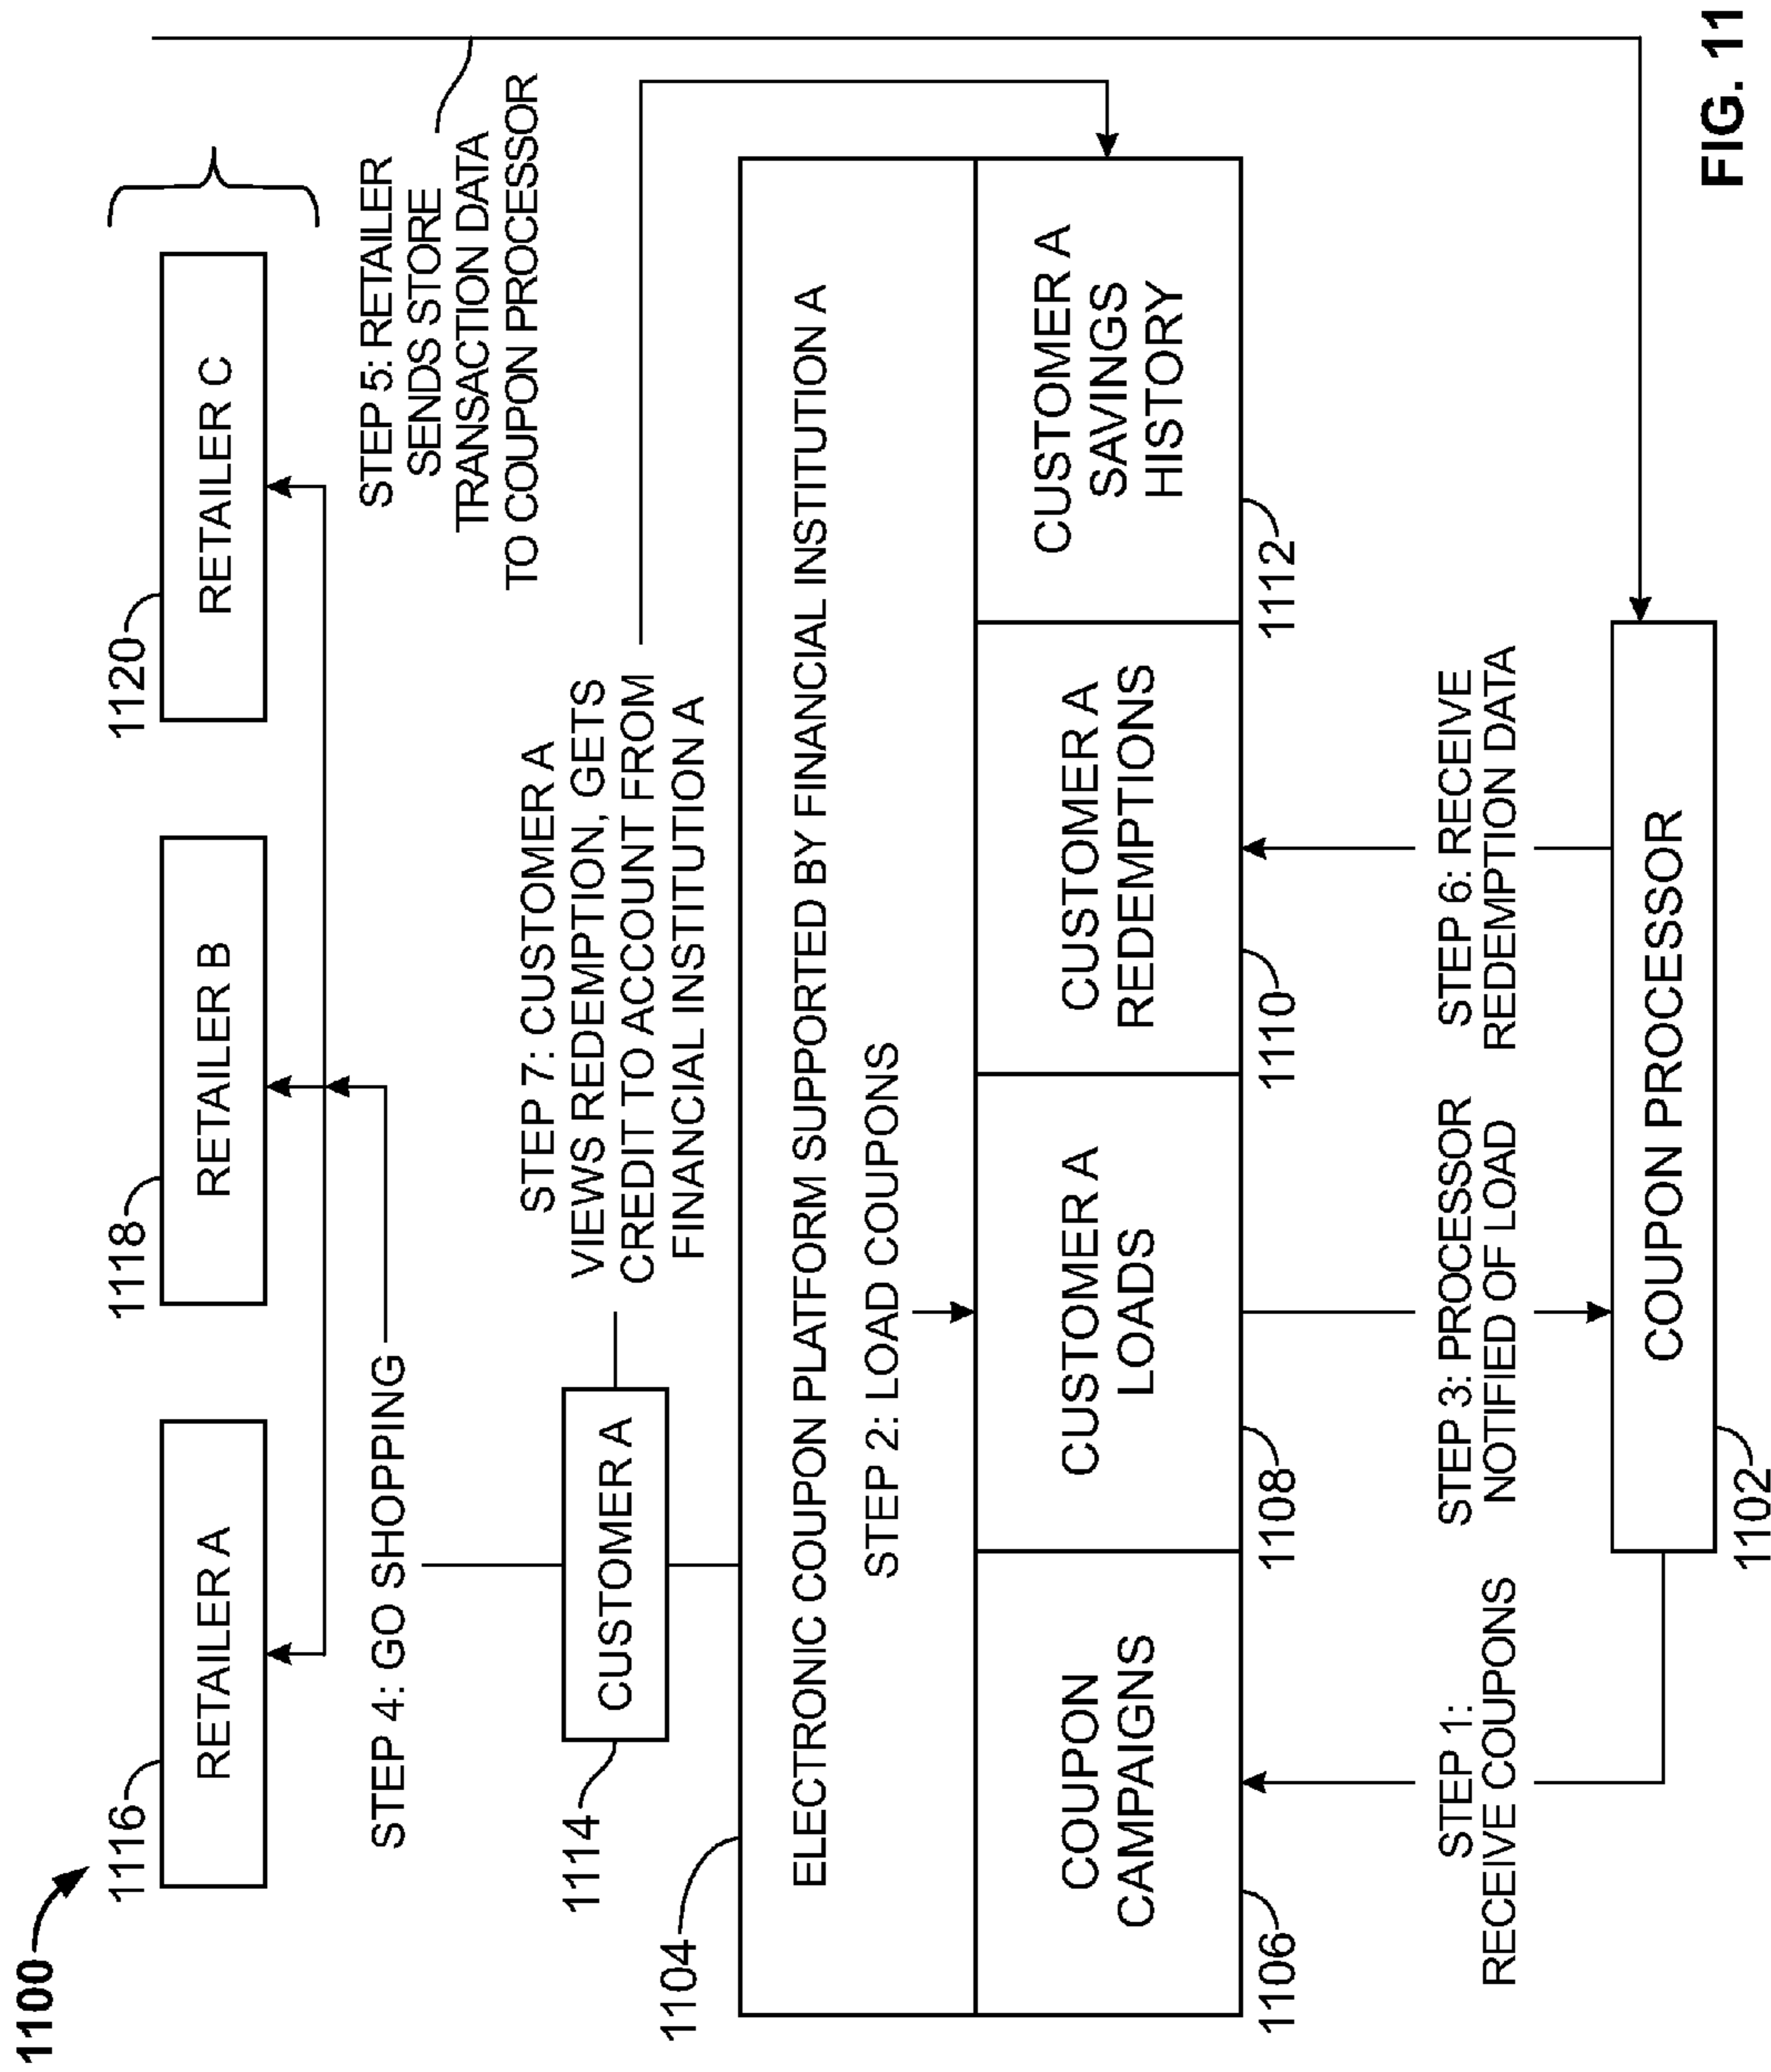 1100
1116
RETAILER A
1118
RETAILER B
1120
RETAILER C
STEP 4: GO SHOPPING
STEP 5: RETAILER
SENDS STORE
TRANSACTION DATA
TO COUPON PROCESSOR
1114
CUSTOMER A
STEP 7: CUSTOMER A
VIEWS REDEMPTION, GETS
CREDIT TO ACCOUNT FROM
FINANCIAL INSTITUTION A
1104
ELECTRONIC COUPON PLATFORM SUPPORTED BY FINANCIAL INSTITUTION A
STEP 2: LOAD COUPONS
COUPON
CAMPAIGNS
CUSTOMER A
LOADS
CUSTOMER A
REDEMPTIONS
CUSTOMER A
SAVINGS
HISTORY
1106
1108
1110
1112
STEP 1:
RECEIVE COUPONS
STEP 3: PROCESSOR
NOTIFIED OF LOAD
STEP 6: RECEIVE
REDEMPTION DATA
COUPON PROCESSOR
1102
FIG. 11